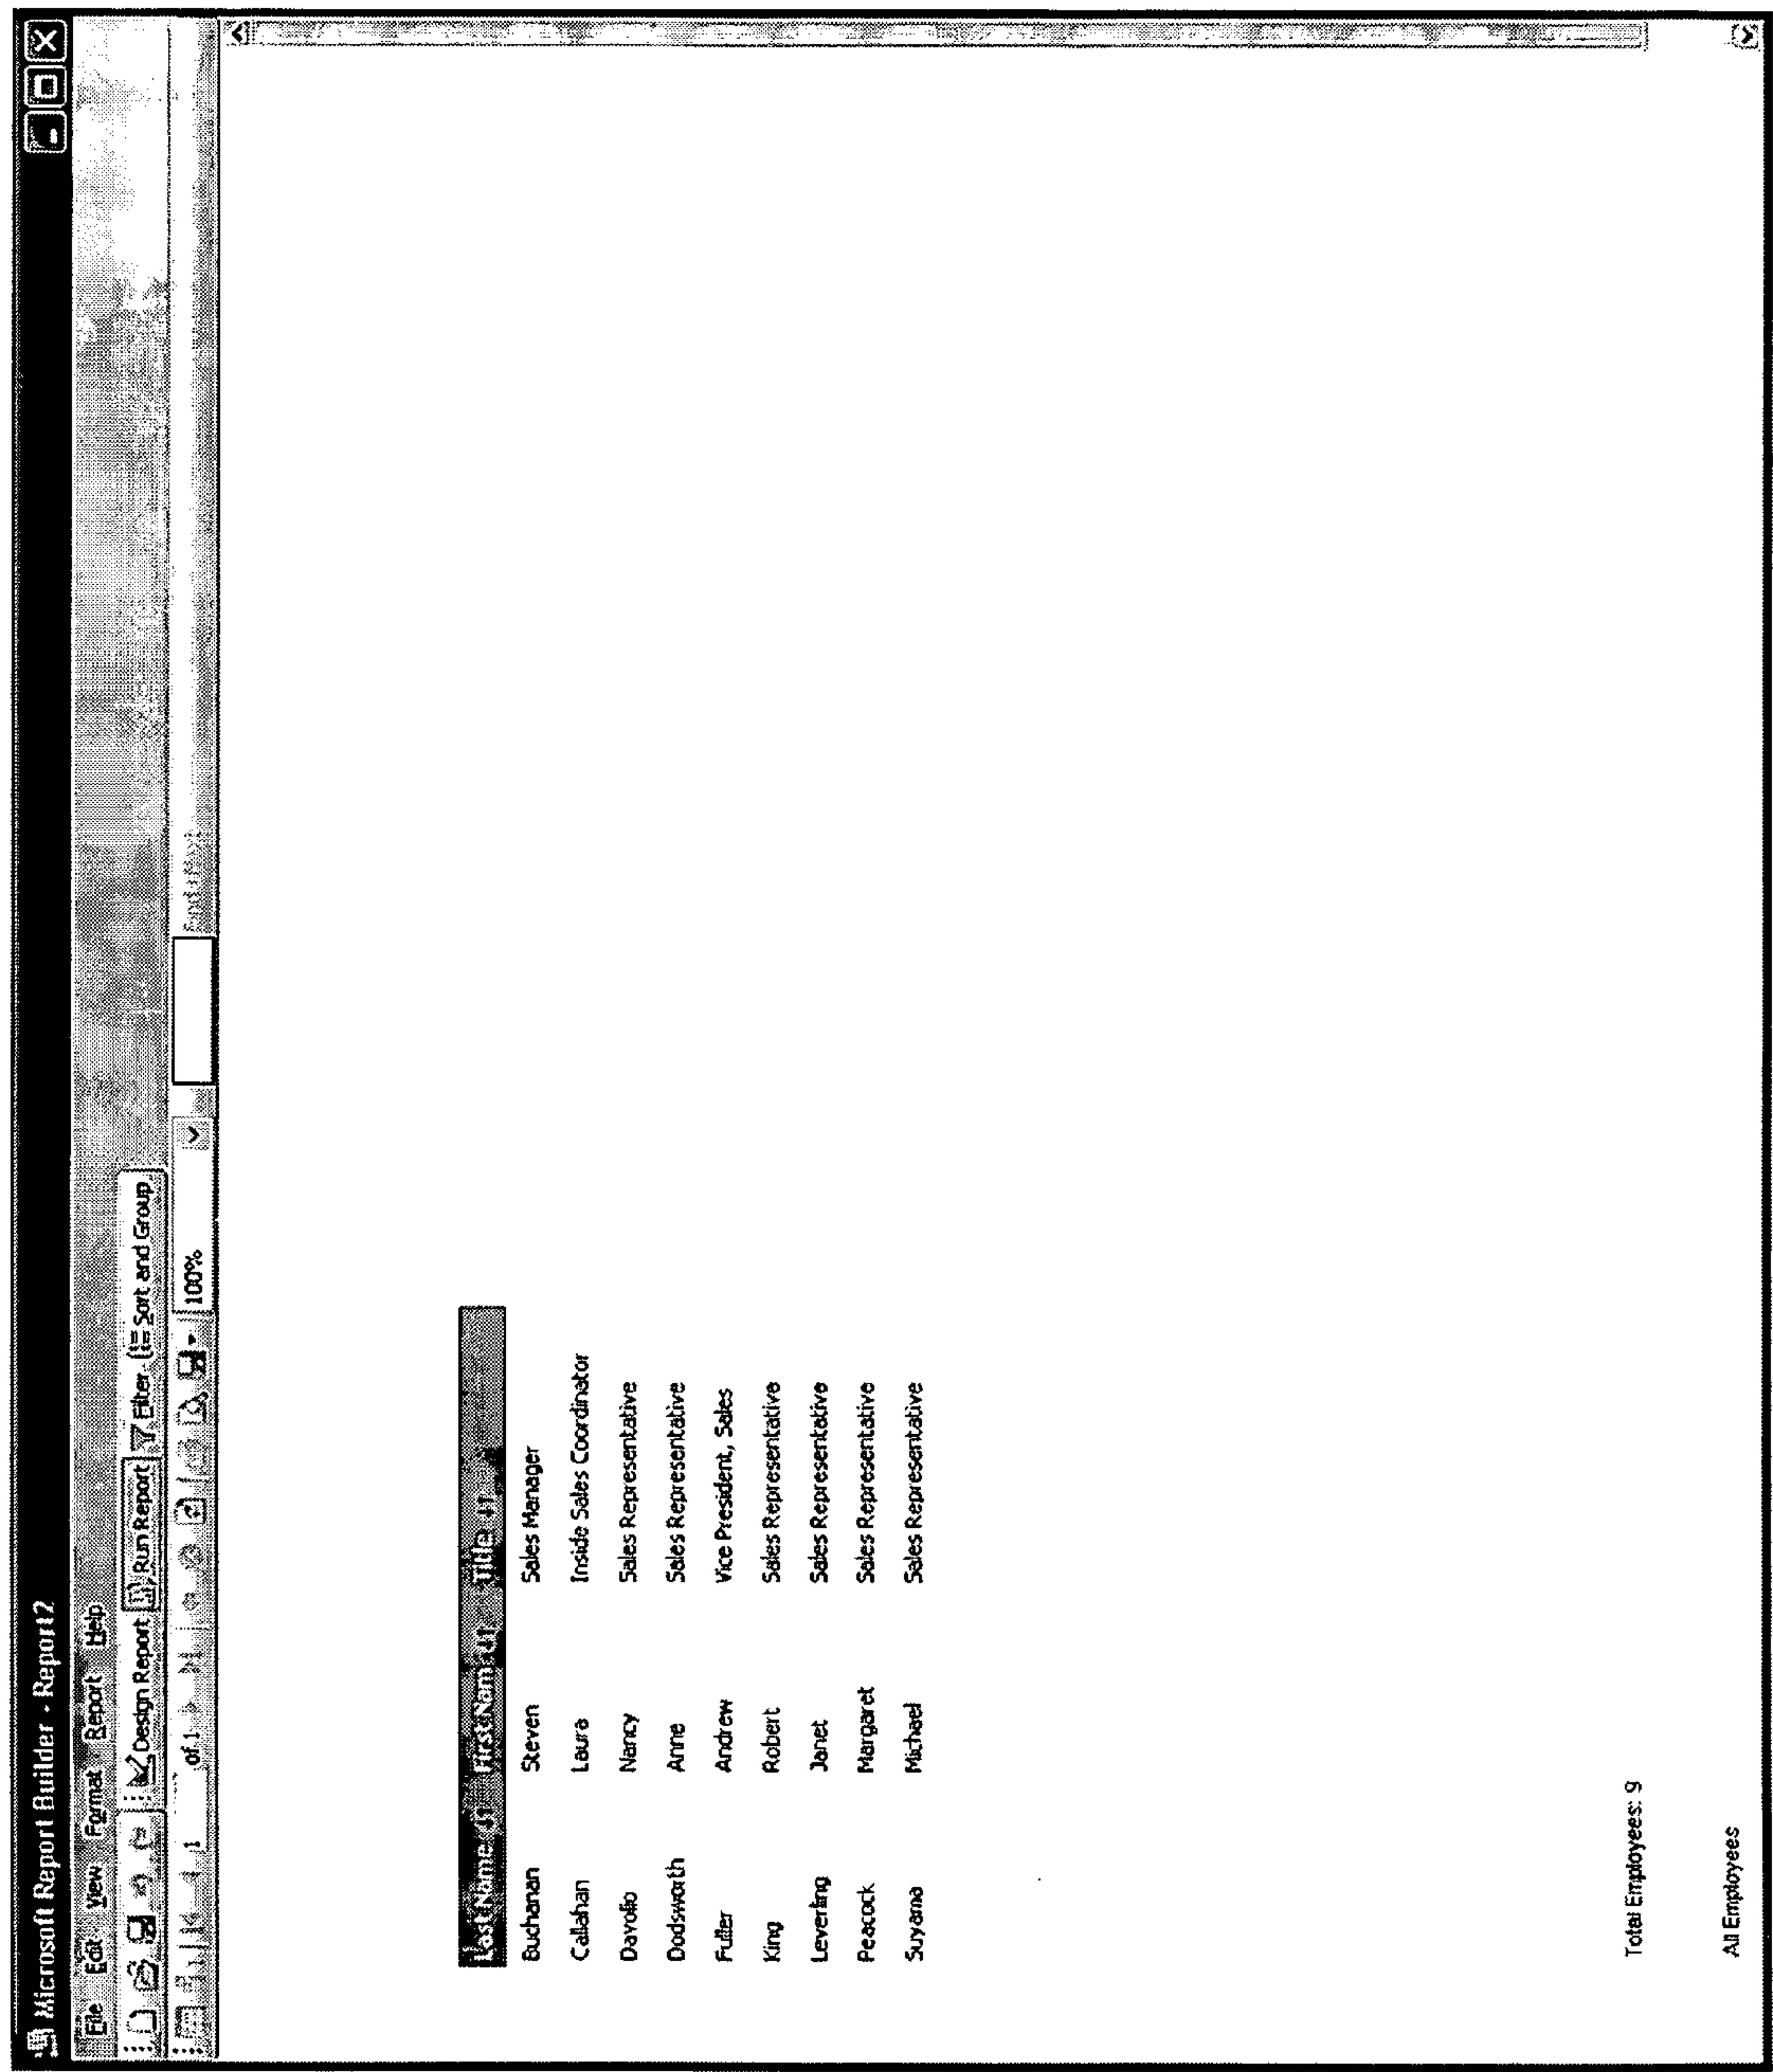 Microsoft Report Builder - Report2
File Edit View Format Report Help
Design Report Run Report Filter Sort and Group
1 of 1 100% Find | Next
Last Name First Name Title
Buchanan Steven Sales Manager
Callahan Laura Inside Sales Coordinator
Davolio Nancy Sales Representative
Dodsworth Anne Sales Representative
Fuller Andrew Vice President, Sales
King Robert Sales Representative
Leverling Janet Sales Representative
Peacock Margaret Sales Representative
Suyama Michael Sales Representative
Total Employees: 9
All Employees